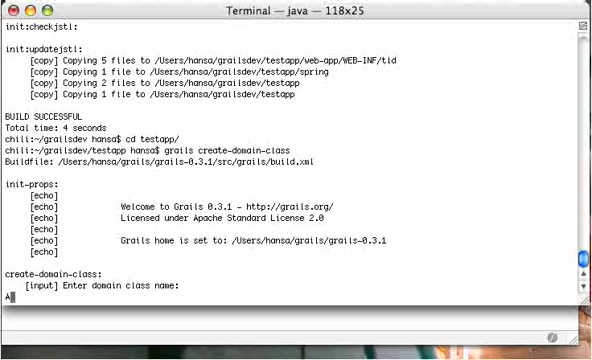 Terminal — java — 118x25
init:checkjstl:
init:updatejstl:
[copy] Copying 5 files to /Users/hansa/grailsdev/testapp/web-app/WEB-INF/tld
[copy] Copying 1 file to /Users/hansa/grailsdev/testapp/spring
[copy] Copying 2 files to /Users/hansa/grailsdev/testapp
[copy] Copying 1 file to /Users/hansa/grailsdev/testapp
BUILD SUCCESSFUL
Total time: 4 seconds
chili:~/grailsdev hansa$ cd testapp/
chili:~/grailsdev/testapp hansa$ grails create-domain-class
Buildfile: /Users/hansa/grails/grails-0.3.1/src/grails/build.xml
init-props:
[echo]
[echo] Welcome to Grails 0.3.1 - http://grails.org/
[echo] Licensed under Apache Standard License 2.0
[echo]
[echo] Grails home is set to: /Users/hansa/grails/grails-0.3.1
[echo]
create-domain-class:
[input] Enter domain class name:
A